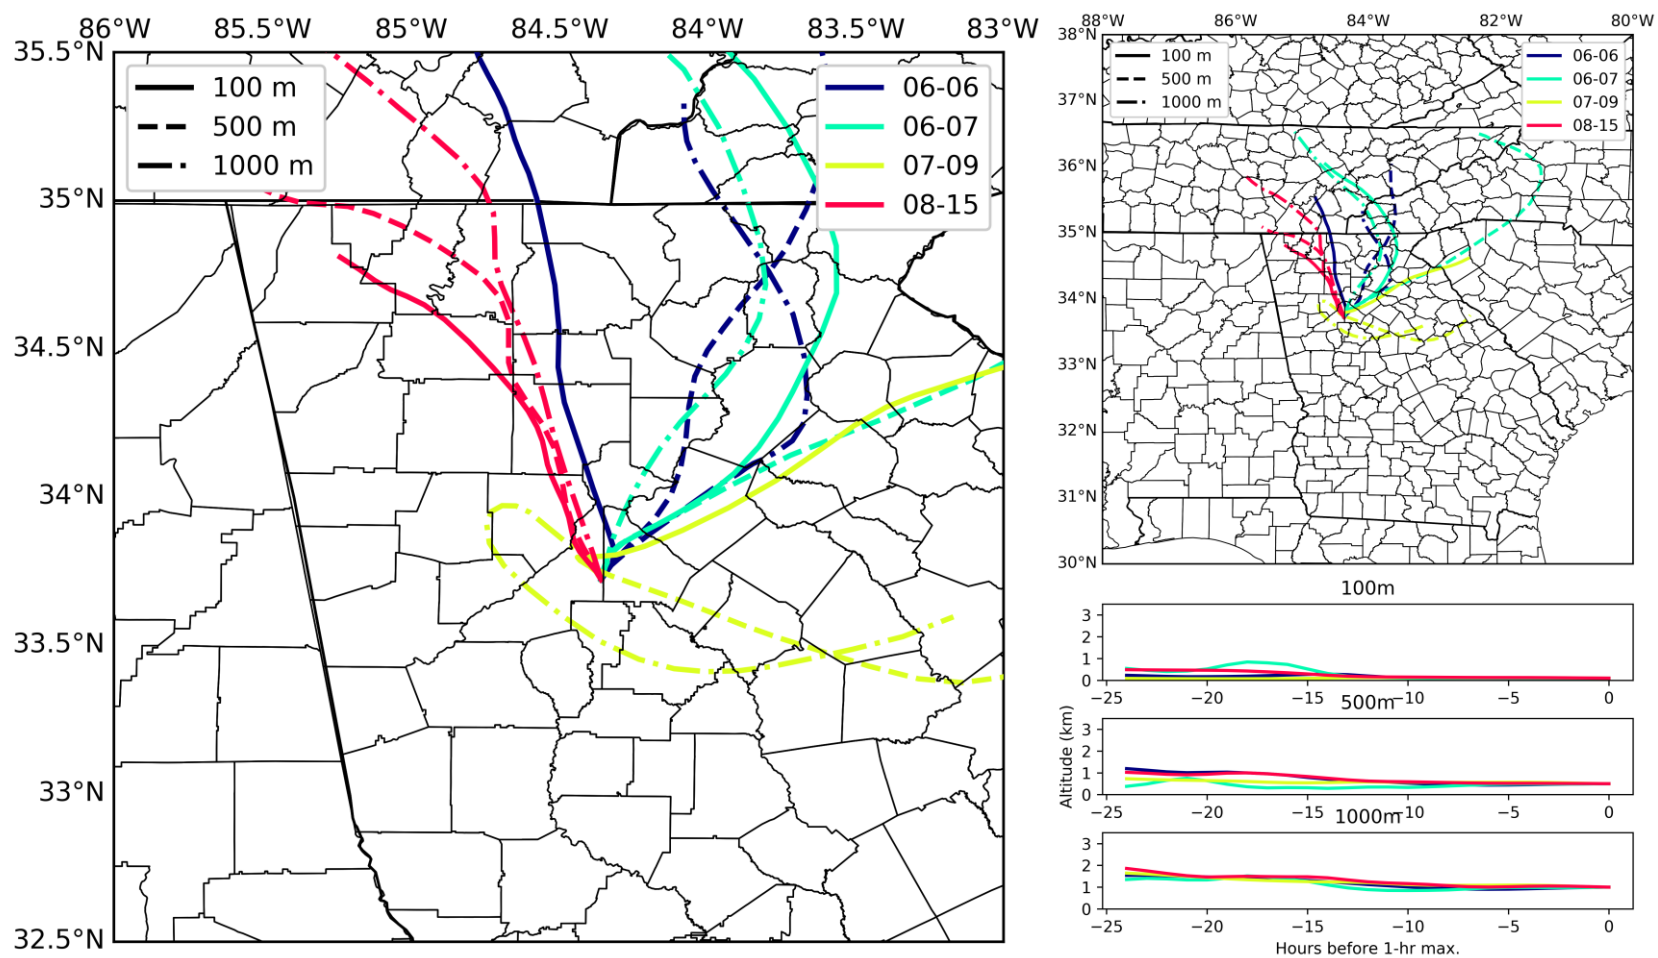 86°W 85°W 84.5°W 84°W 83.5°W 83°W
35.5°N
35°N
34.5°N
34°N
33.5°N
33°N
32.5°N
100 m
500 m
1000 m
06-06
06-07
07-09
08-15
88°W 86°W 84°W 82°W 80°W
38°N
37°N
36°N
35°N
34°N
33°N
32°N
31°N
30°N
100 m
500 m
1000 m
06-06
06-07
07-09
08-15
100m
3
2
1
0
−25 −20 −15 −10 −5 0
500m
Altitude (km)
3
2
1
0
−25 −20 −15 −10 −5 0
1000m
3
2
1
0
−25 −20 −15 −10 −5 0
Hours before 1-hr max.